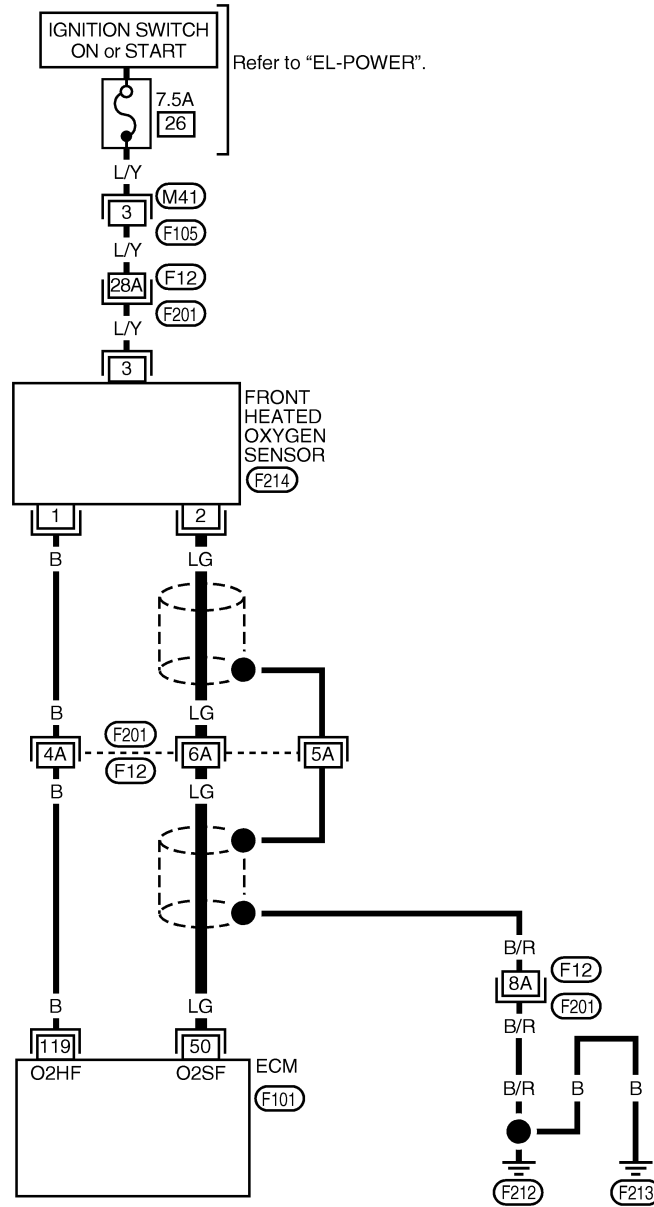 IGNITION SWITCH
ON or START
Refer to “EL-POWER”.
7.5A
26
L/Y
M41
3
F105
L/Y
28A
F12
F201
L/Y
3
FRONT
HEATED
OXYGEN
SENSOR
F214
1
2
B
LG
B
LG
F201
4A
6A
5A
F12
B
LG
B/R
F12
8A
F201
B
LG
B/R
119
50
ECM
O2HF
O2SF
F101
B/R
B
B
F212
F213